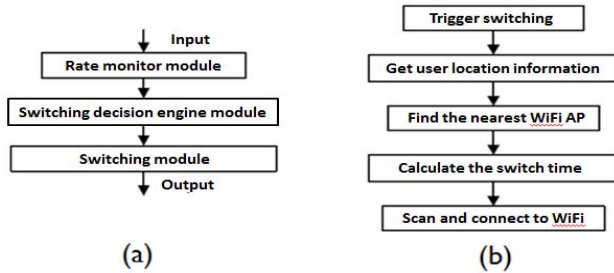 Input
Rate monitor module
Switching decision engine module
Switching module
Output
(a)
Trigger switching
Get user location information
Find the nearest WiFi AP
Calculate the switch time
Scan and connect to WiFi
(b)